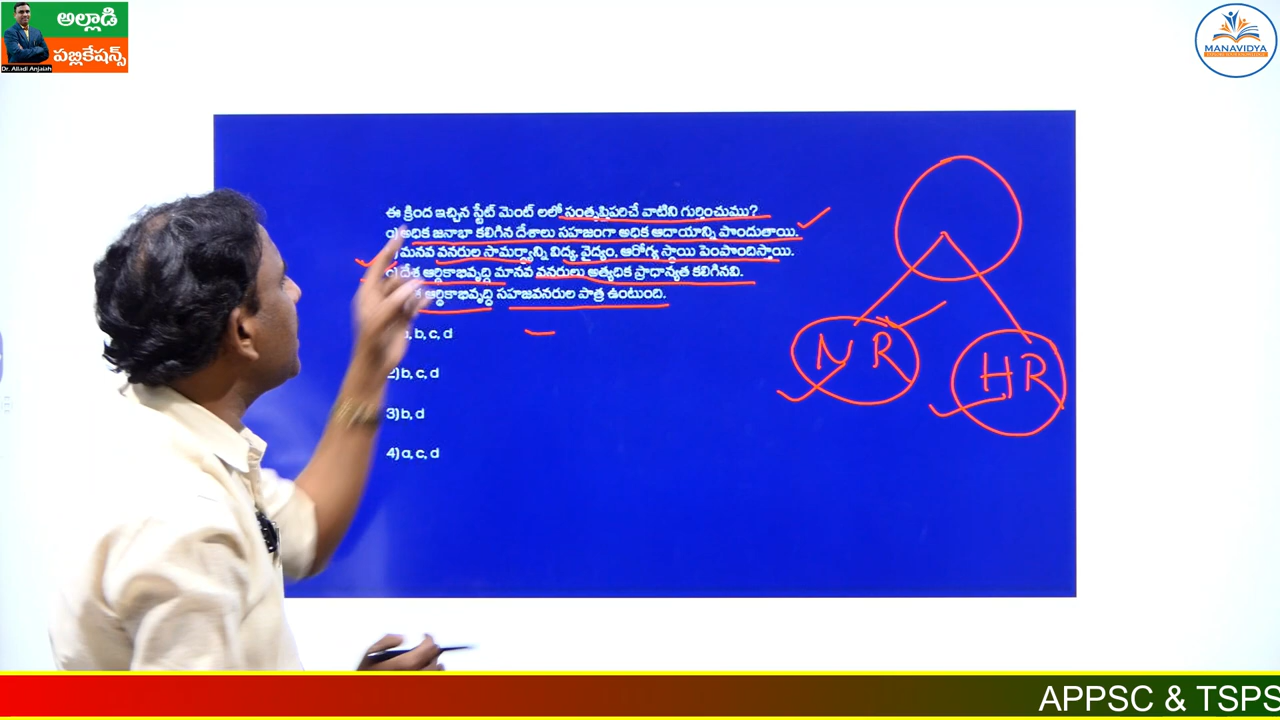 అల్లాడి
పబ్లికేషన్స్
Dr. Alladi Anjaiah
MANAVIDYA
ఈ క్రింద ఇచ్చిన స్టేట్ మెంట్ లలో సంతృప్తిపరిచే వాటిని గుర్తించుము?
a) అధిక జనాభా కలిగిన దేశాలు సహజంగా అధిక ఆదాయాన్ని పొందుతాయి.
) మానవ వనరుల సామర్థ్యాన్ని విద్య, వైద్యం, ఆరోగ్య స్థాయి పెంపొందిస్తాయి.
c) దేశ ఆర్థికాభివృద్ధి మానవ వనరులు అత్యధిక ప్రాధాన్యత కలిగినవి.
ఆర్థికాభివృద్ధి సహజవనరుల పాత్ర ఉంటుంది.
, b, c, d
2) b, c, d
3) b, d
4) a, c, d
NR
HR
APPSC & TSPS